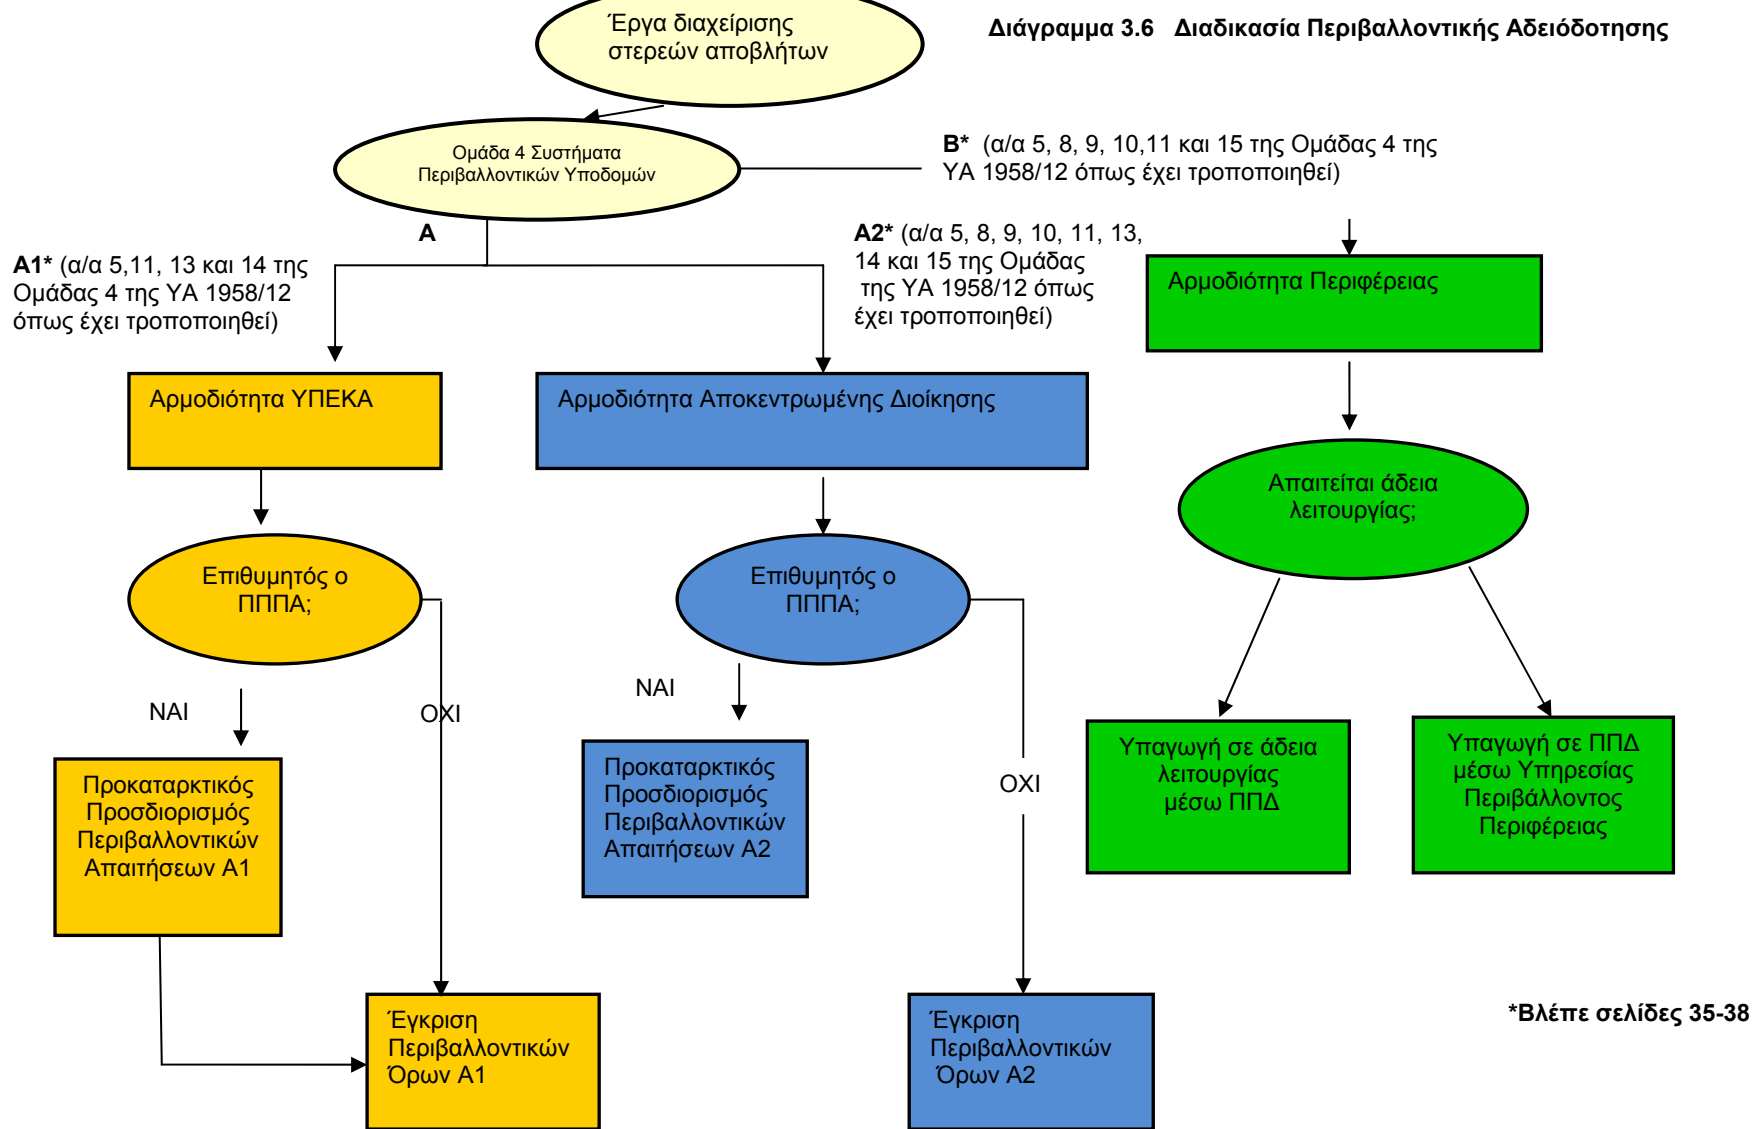 Έργα διαχείρισης
στερεών αποβλήτων
Διάγραμμα 3.6 Διαδικασία Περιβαλλοντικής Αδειόδοτησης
Ομάδα 4 Συστήματα
Περιβαλλοντικών Υποδομών
Β* (α/α 5, 8, 9, 10,11 και 15 της Ομάδας 4 της
ΥΑ 1958/12 όπως έχει τροποποιηθεί)
Α
Α1* (α/α 5,11, 13 και 14 της
Ομάδας 4 της ΥΑ 1958/12
όπως έχει τροποποιηθεί)
Α2* (α/α 5, 8, 9, 10, 11, 13,
14 και 15 της Ομάδας
της ΥΑ 1958/12 όπως
έχει τροποποιηθεί)
Αρμοδιότητα Περιφέρειας
Αρμοδιότητα ΥΠΕΚΑ
Αρμοδιότητα Αποκεντρωμένης Διοίκησης
Απαιτείται άδεια
λειτουργίας;
Επιθυμητός ο
ΠΠΠΑ;
Επιθυμητός ο
ΠΠΠΑ;
ΝΑΙ
ΟΧΙ
ΝΑΙ
ΟΧΙ
Προκαταρκτικός
Προσδιορισμός
Περιβαλλοντικών
Απαιτήσεων Α1
Προκαταρκτικός
Προσδιορισμός
Περιβαλλοντικών
Απαιτήσεων Α2
Υπαγωγή σε άδεια
λειτουργίας
μέσω ΠΠΔ
Υπαγωγή σε ΠΠΔ
μέσω Υπηρεσίας
Περιβάλλοντος
Περιφέρειας
Έγκριση
Περιβαλλοντικών
Όρων Α1
Έγκριση
Περιβαλλοντικών
Όρων Α2
*Βλέπε σελίδες 35-38